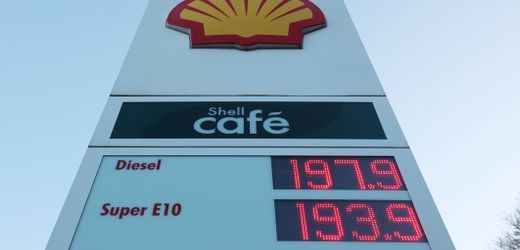 Shell
café
Diesel 197.9
Super E10 193.9